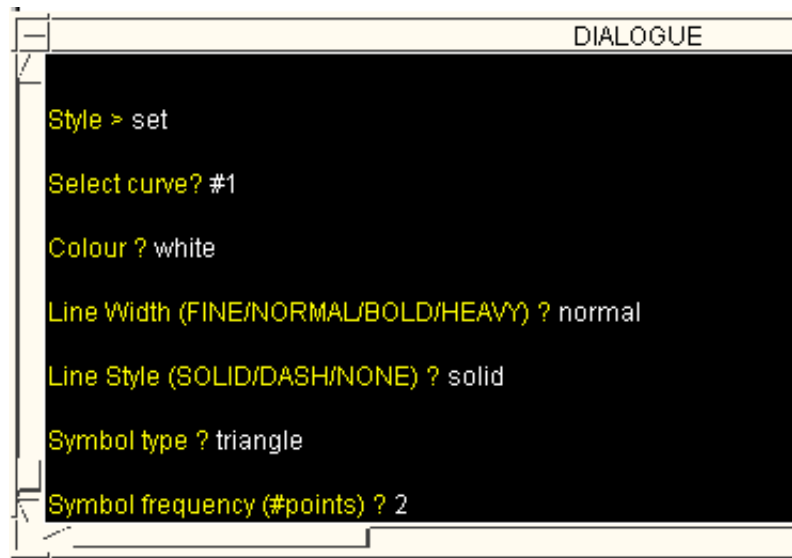 DIALOGUE
Style > set
Select curve? #1
Colour ? white
Line Width (FINE/NORMAL/BOLD/HEAVY) ? normal
Line Style (SOLID/DASH/NONE) ? solid
Symbol type ? triangle
Symbol frequency (#points) ? 2